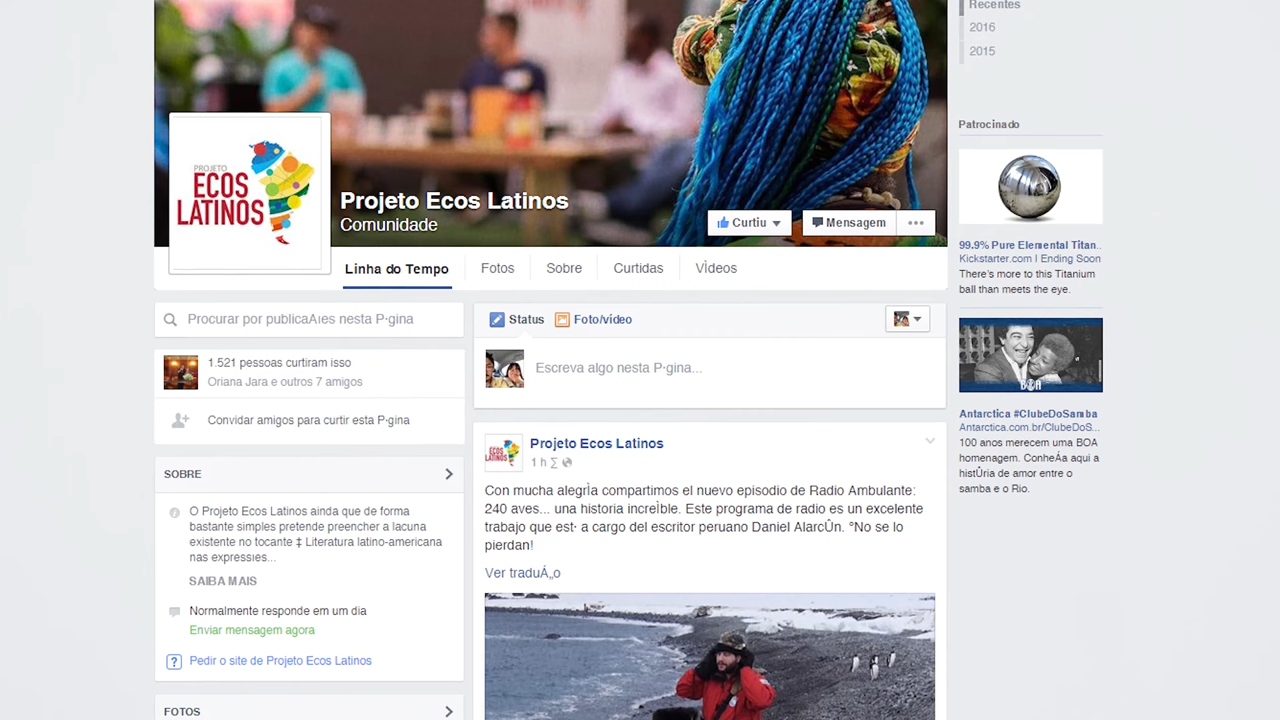 Recentes
2016
2015
PROJETO
ECOS
LATINOS
Projeto Ecos Latinos
Comunidade
Curtiu
Mensagem
Linha do Tempo
Fotos
Sobre
Curtidas
VÌdeos
Procurar por publicaÁıes nesta P·gina
1.521 pessoas curtiram isso
Oriana Jara e outros 7 amigos
Convidar amigos para curtir esta P·gina
SOBRE
O Projeto Ecos Latinos ainda que de forma
bastante simples pretende preencher a lacuna
existente no tocante ‡ Literatura latino-americana
nas expressıes...
SAIBA MAIS
Normalmente responde em um dia
Enviar mensagem agora
Pedir o site de Projeto Ecos Latinos
FOTOS
Status
Foto/vídeo
Escreva algo nesta P·gina...
ECOS
LATINOS
Projeto Ecos Latinos
1 h ∑
Con mucha alegrÌa compartimos el nuevo episodio de Radio Ambulante:
240 aves... una historia increÌble. Este programa de radio es un excelente
trabajo que est· a cargo del escritor peruano Daniel AlarcÛn. °No se lo
pierdan!
Ver traduÁ„o
Patrocinado
99.9% Pure Elemental Titan..
Kickstarter.com I Ending Soon
There's more to this Titanium
ball than meets the eye.
BOA
Antarctica #ClubeDoSamba
Antarctica.com.br/ClubeDoS...
100 anos merecem uma BOA
homenagem. ConheÁa aqui a
histÛria de amor entre o
samba e o Rio.